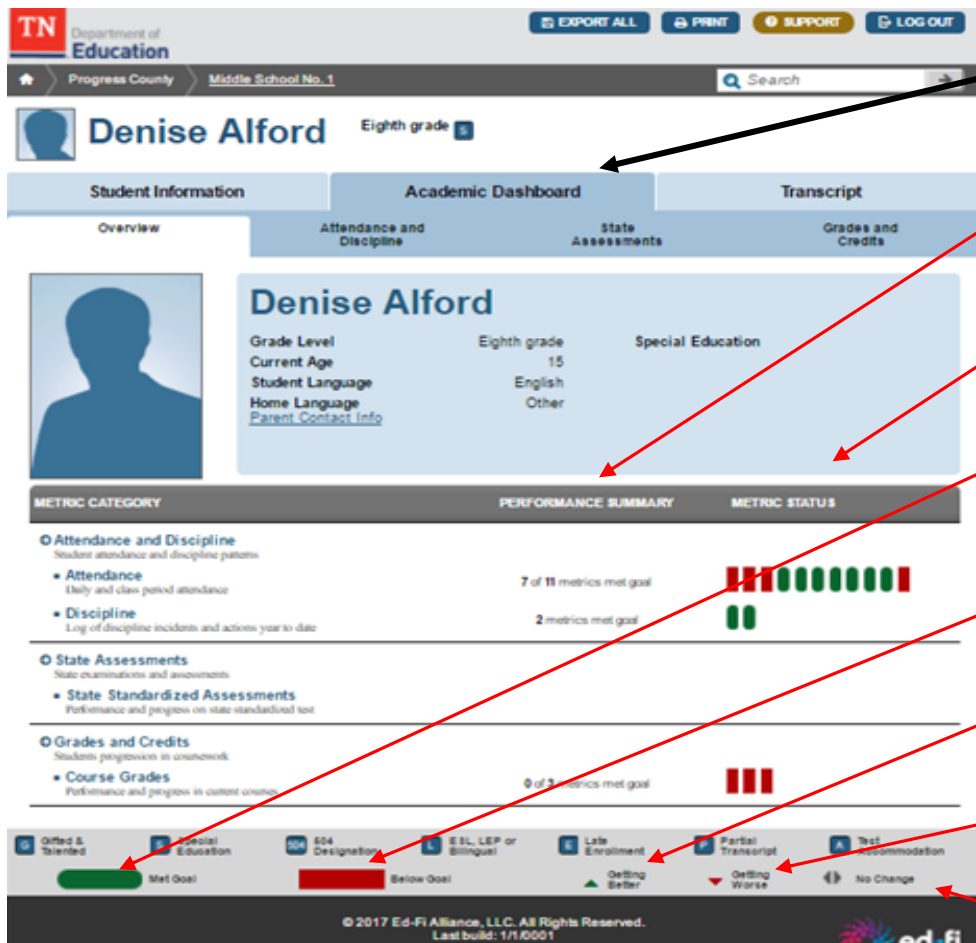 TN
Department of
Education
EXPORT ALL
PRINT
SUPPORT
LOG OUT
Progress County
Middle School No. 1
Search
Denise Alford
Eighth grade S
Student Information
Academic Dashboard
Transcript
Overview
Attendance and
Discipline
State
Assessments
Grades and
Credits
Denise Alford
Grade Level Eighth grade Special Education
Current Age 15
Student Language English
Home Language Other
Parent Contact Info
METRIC CATEGORY PERFORMANCE SUMMARY METRIC STATUS
Attendance and Discipline
Student attendance and discipline patterns
Attendance
Daily and class period attendance
7 of 11 metrics met goal
Discipline
Log of discipline incidents and actions year to date
2 metrics met goal
State Assessments
State examinations and assessments
State Standardized Assessments
Performance and progress on state standardized test
Grades and Credits
Students progression in coursework
Course Grades
Performance and progress in current courses
0 of 3 metrics met goal
G Gifted &
Talented
S Special
Education
504 504
Designation
L ESL, LEP or
Bilingual
E Late
Enrollment
P Partial
Transcript
A Test
Accommodation
Met Goal
Below Goal
Getting
Better
Getting
Worse
No Change
© 2017 Ed-Fi Alliance, LLC. All Rights Reserved.
Last build: 1/1/0001
ed-fi